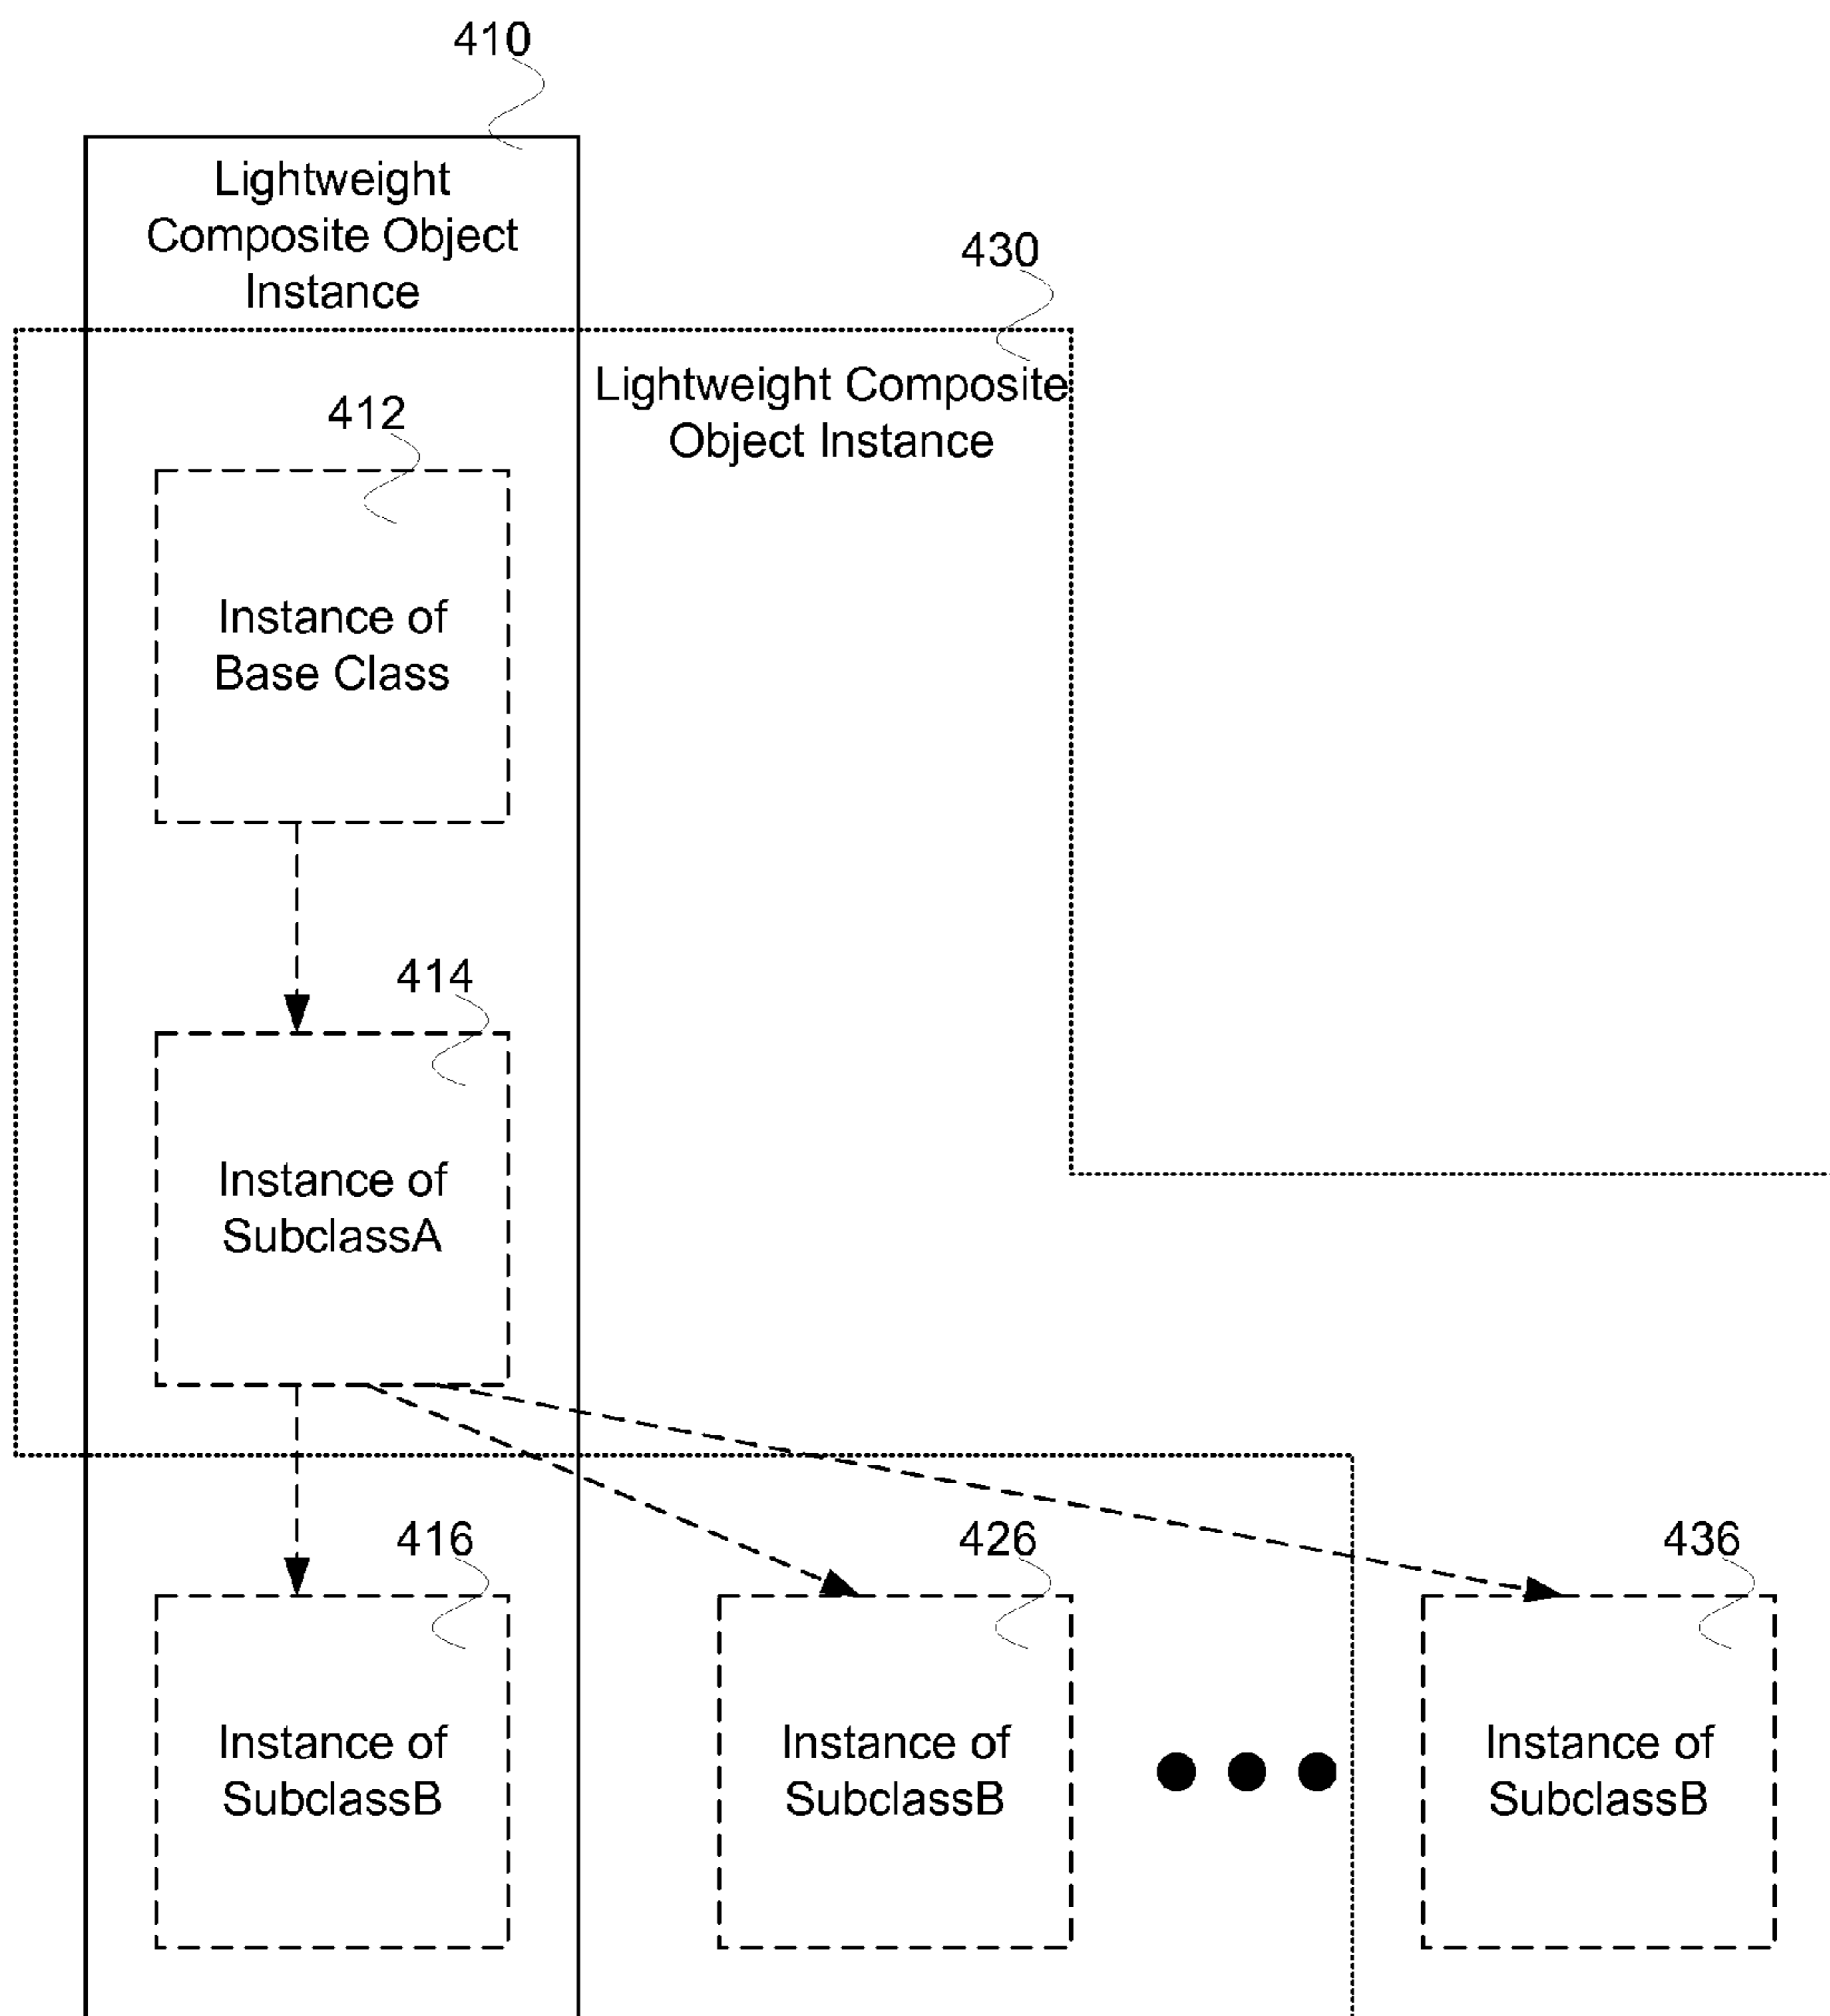 410
Lightweight
Composite Object
Instance
430
Lightweight Composite
Object Instance
412
Instance of
Base Class
414
Instance of
SubclassA
416
Instance of
SubclassB
426
Instance of
SubclassB
436
Instance of
SubclassB